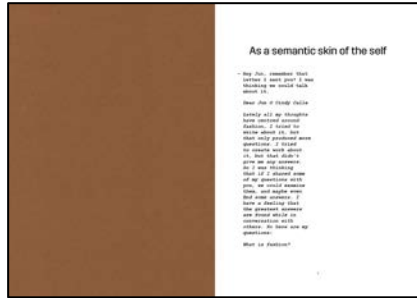 As a semantic skin of the self
- Hey Jon, remember that
letter I sent you? I was
thinking we could talk
about it.
Dear Jon & Cindy
Lately all my thoughts
have centred around
fashion. I tried to
write about it, but
that only produced more
questions. I tried
to create work about
it, but that didn't
give me any answers.
So I was thinking
that if I shared some
of my questions with
you, we could examine
them, and maybe even
find some answers. I
have a feeling that
the greatest answers
are found while in
conversation with
others. So here are my
questions:
What is fashion?